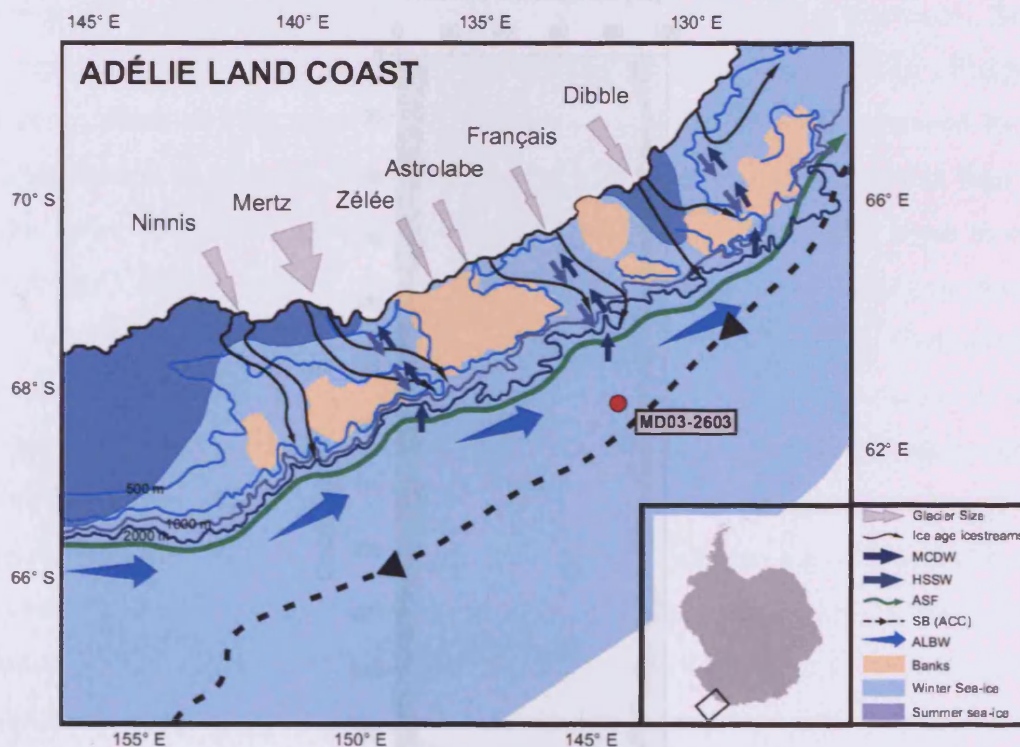 145° E 140° E 135° E 130° E
ADÉLIE LAND COAST
Dibble
Français
Astrolabe
70° S
Mertz
Zélée
66° E
Ninnis
68° S
MD03-2603
62° E
500 m
1000 m
2000 m
66° S
Glacier Size
Ice age icestreams
MCDW
HSSW
ASF
SB (ACC)
ALBW
Banks
Winter Sea-ice
Summer sea-ice
155° E 150° E 145° E